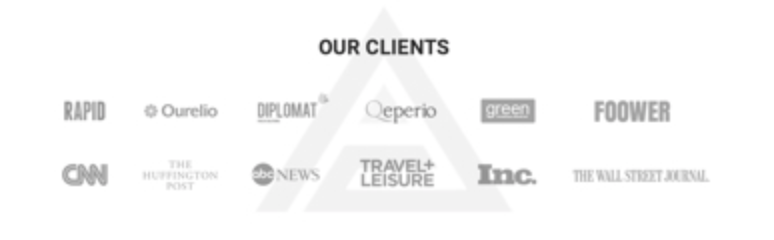 OUR CLIENTS
RAPID
Ourelio
DIPLOMAT
Qeperio
green
FOOWER
CNN
THE
HUFFINGTON
POST
abc NEWS
TRAVEL+
LEISURE
Inc.
THE WALL STREET JOURNAL.